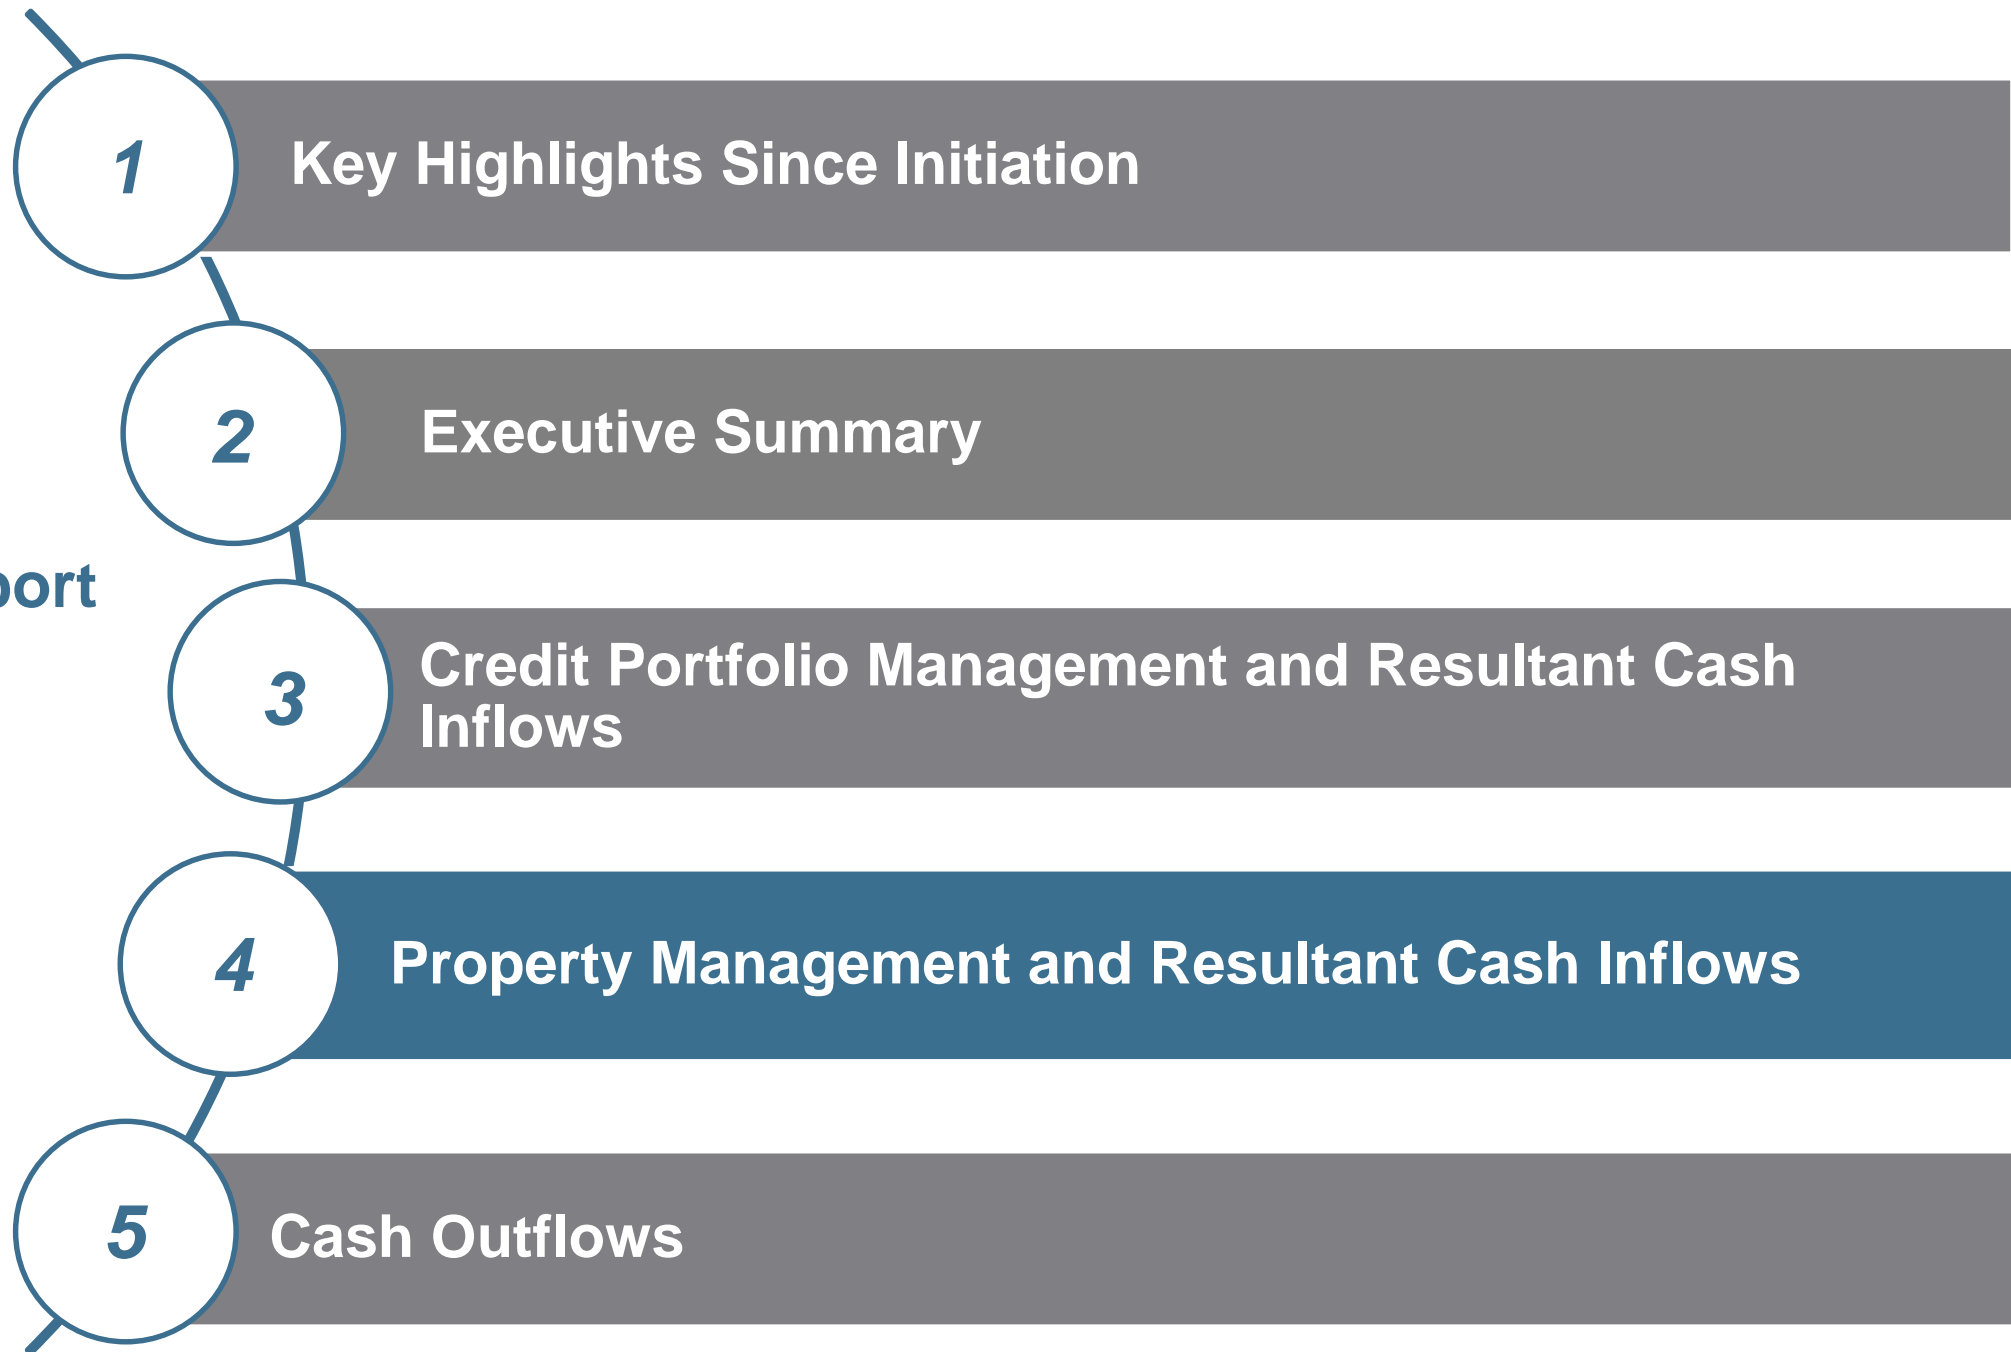 1
Key Highlights Since Initiation
2
Executive Summary
port
3
Credit Portfolio Management and Resultant Cash
Inflows
4
Property Management and Resultant Cash Inflows
5
Cash Outflows